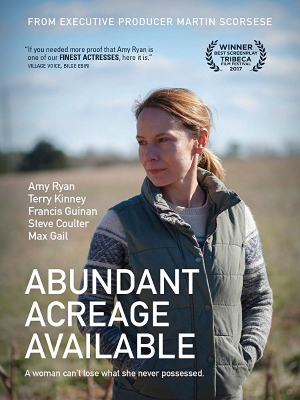 FROM EXECUTIVE PRODUCER MARTIN SCORSESE
"If you needed more proof that Amy Ryan is
one of our FINEST ACTRESSES, here it is."
VILLAGE VOICE, BILGE EBIRI
WINNER
BEST SCREENPLAY
TRIBECA
FILM FESTIVAL
2017
Amy Ryan
Terry Kinney
Francis Guinan
Steve Coulter
Max Gail
ABUNDANT
ACREAGE
AVAILABLE
A woman can't lose what she never possessed.